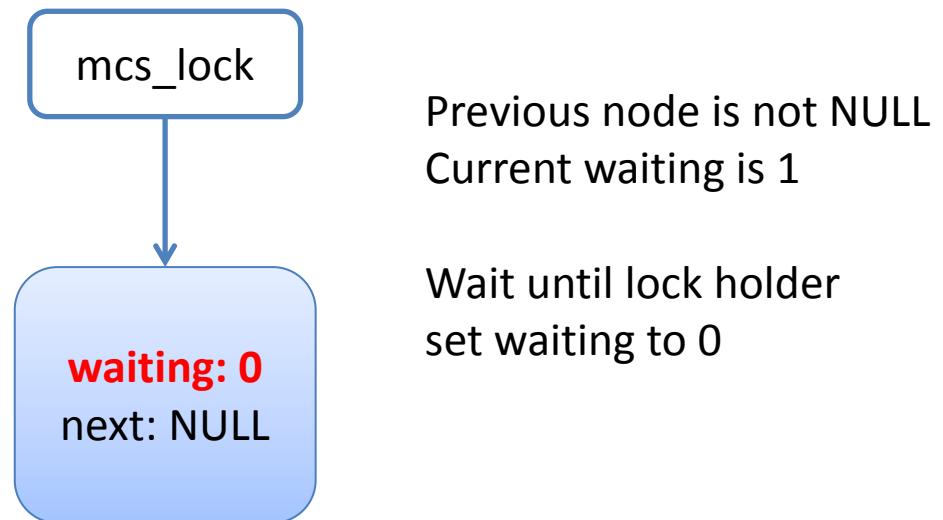 mcs_lock
Previous node is not NULL
Current waiting is 1
Wait until lock holder
set waiting to 0
waiting: 0
next: NULL